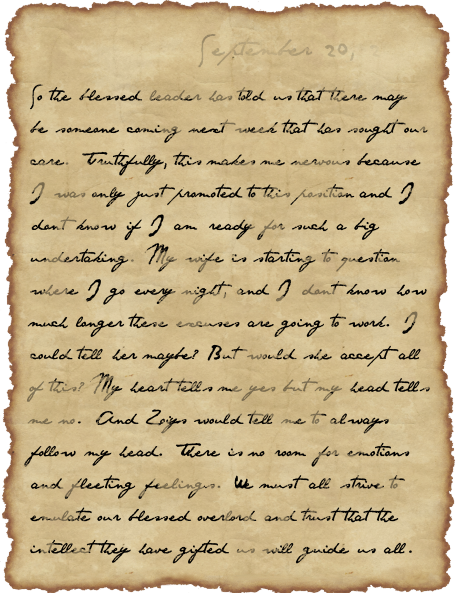 September 20,
So the blessed leader has told us that there may
be someone coming next week that has sought our
care. Truthfully, this makes me nervous because
I was only just promoted to this position and I
dont know if I am ready for such a big
undertaking. My wife is starting to question
where I go every night, and I dont know how
much longer these excuses are going to work. I
could tell her maybe? But would she accept all
of this? My heart tells me yes but my head tells
me no. And Zoiys would tell me to always
follow my head. There is no room for emotions
and fleeting feelings. We must all strive to
emulate our blessed overlord and trust that the
intellect they have gifted us will guide us all.